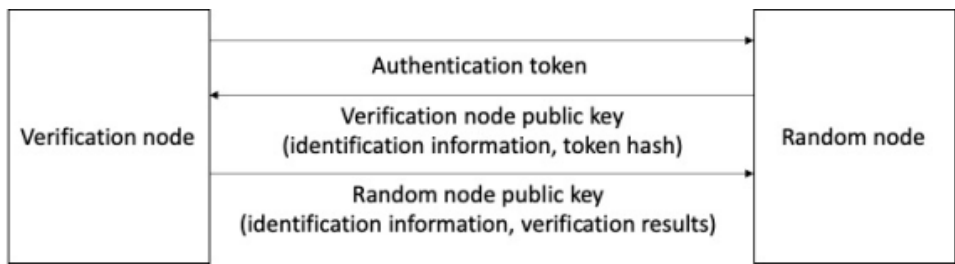 Verification node
Authentication token
Verification node public key
(identification information, token hash)
Random node public key
(identification information, verification results)
Random node